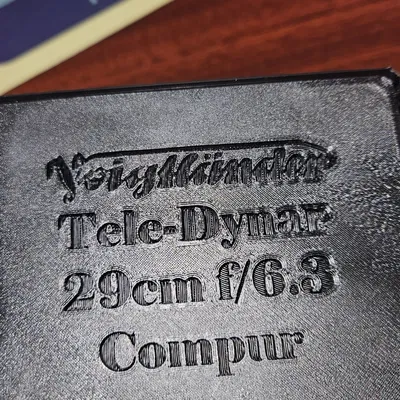 Voigtländer
Tele-Dynar
29cm f/6.3
Compur